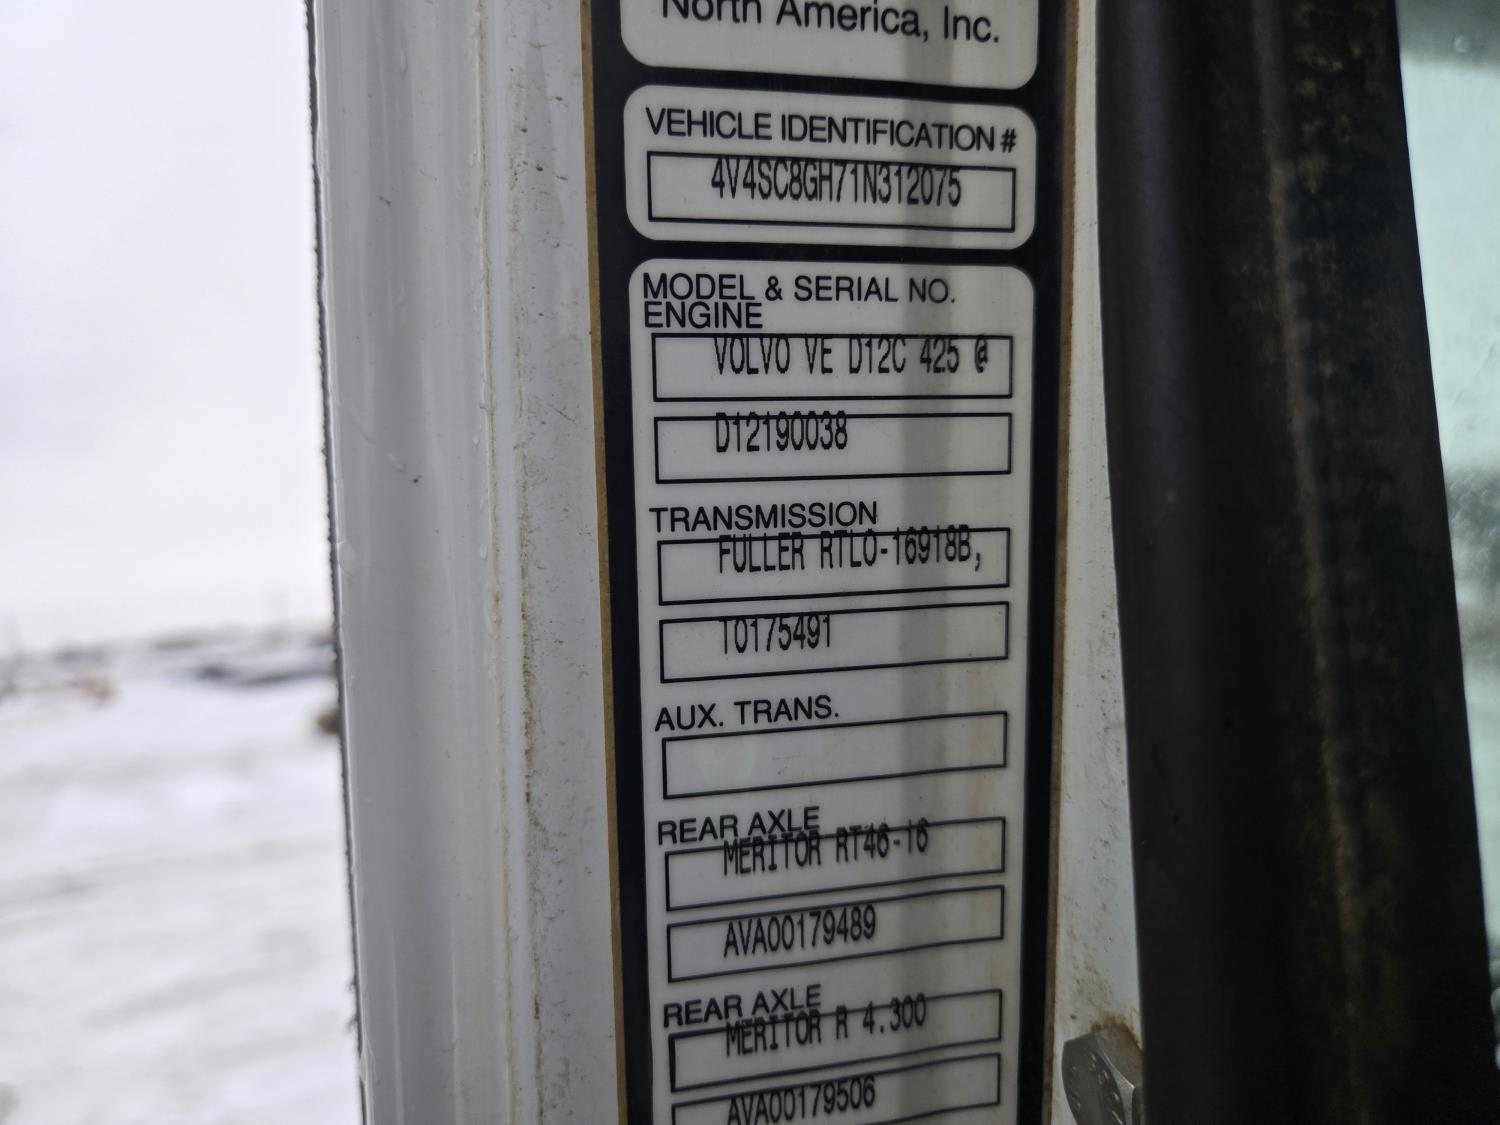 North America, Inc.
VEHICLE IDENTIFICATION #
4V4SC8GH71N312075
MODEL & SERIAL NO.
ENGINE
VOLVO VE D12C 425 @
D12190038
TRANSMISSION
FULLER RTLO-16918B,
T0175491
AUX. TRANS.
REAR AXLE
MERITOR RT46-16
AVA00179489
REAR AXLE
MERITOR R 4.300
AVA00179506